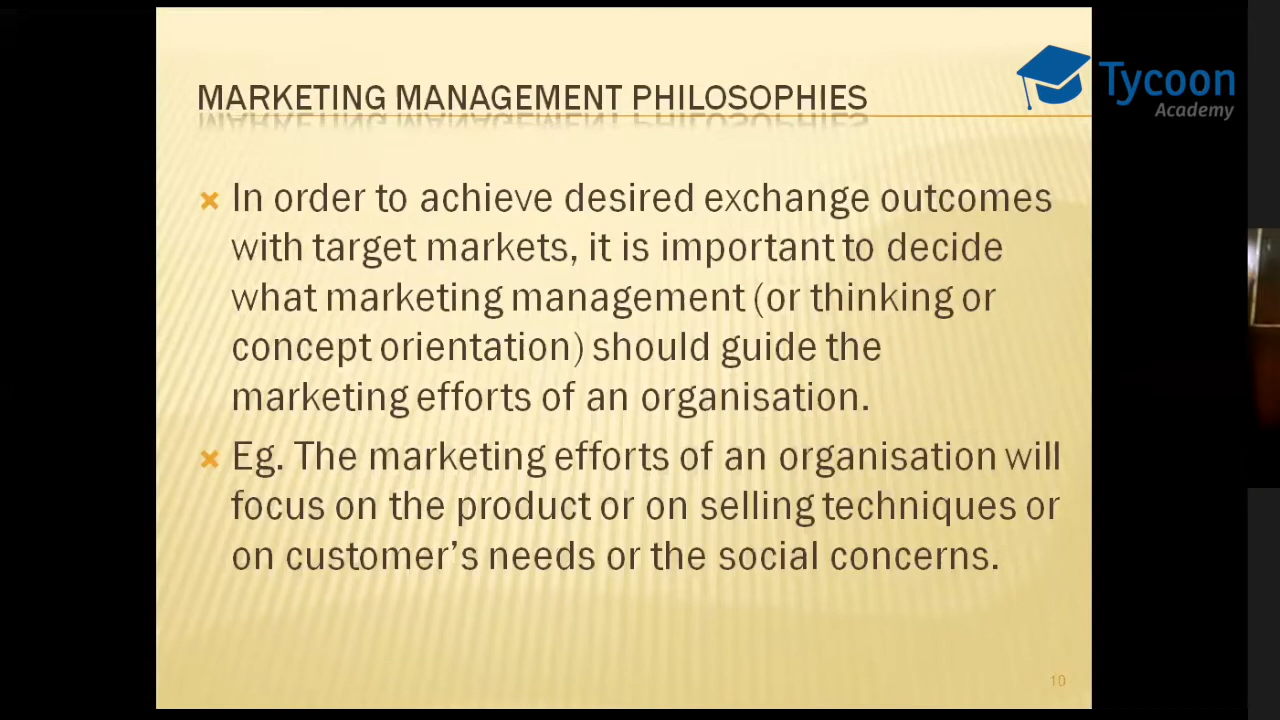 MARKETING MANAGEMENT PHILOSOPHIES
Tycoon
Academy
In order to achieve desired exchange outcomes
with target markets, it is important to decide
what marketing management (or thinking or
concept orientation) should guide the
marketing efforts of an organisation.
Eg. The marketing efforts of an organisation will
focus on the product or on selling techniques or
on customer’s needs or the social concerns.
10